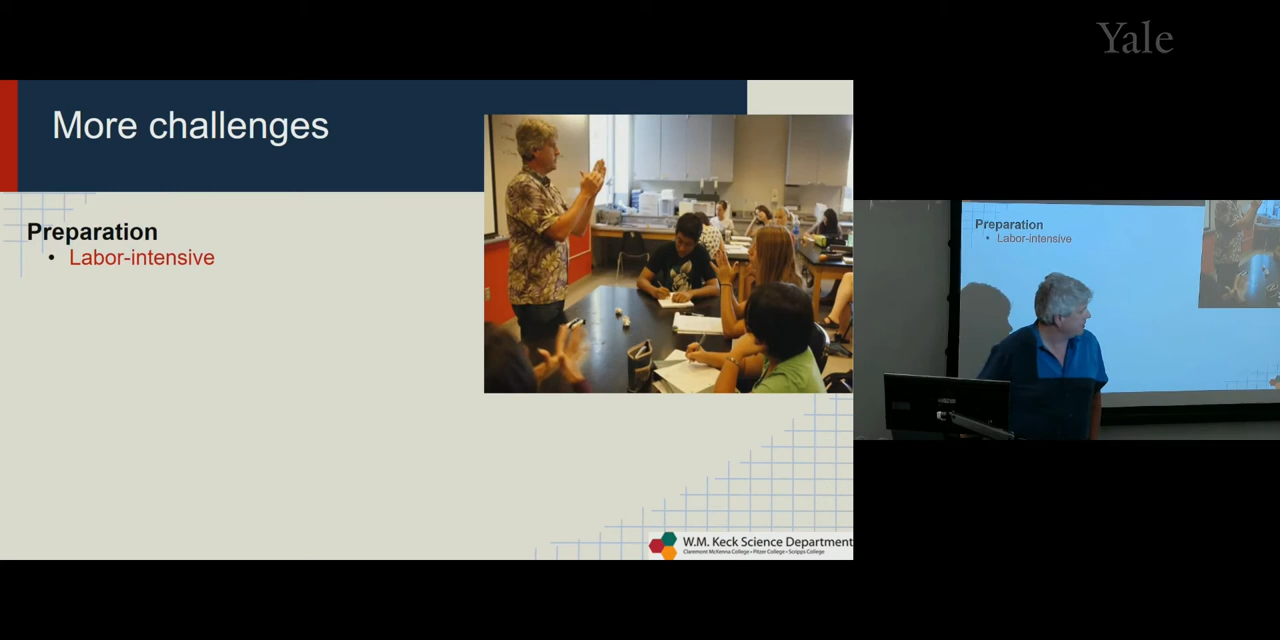 Yale
More challenges
Preparation
• Labor-intensive
W.M. Keck Science Department
Claremont McKenna College • Pitzer College • Scripps College
Preparation
• Labor-intensive